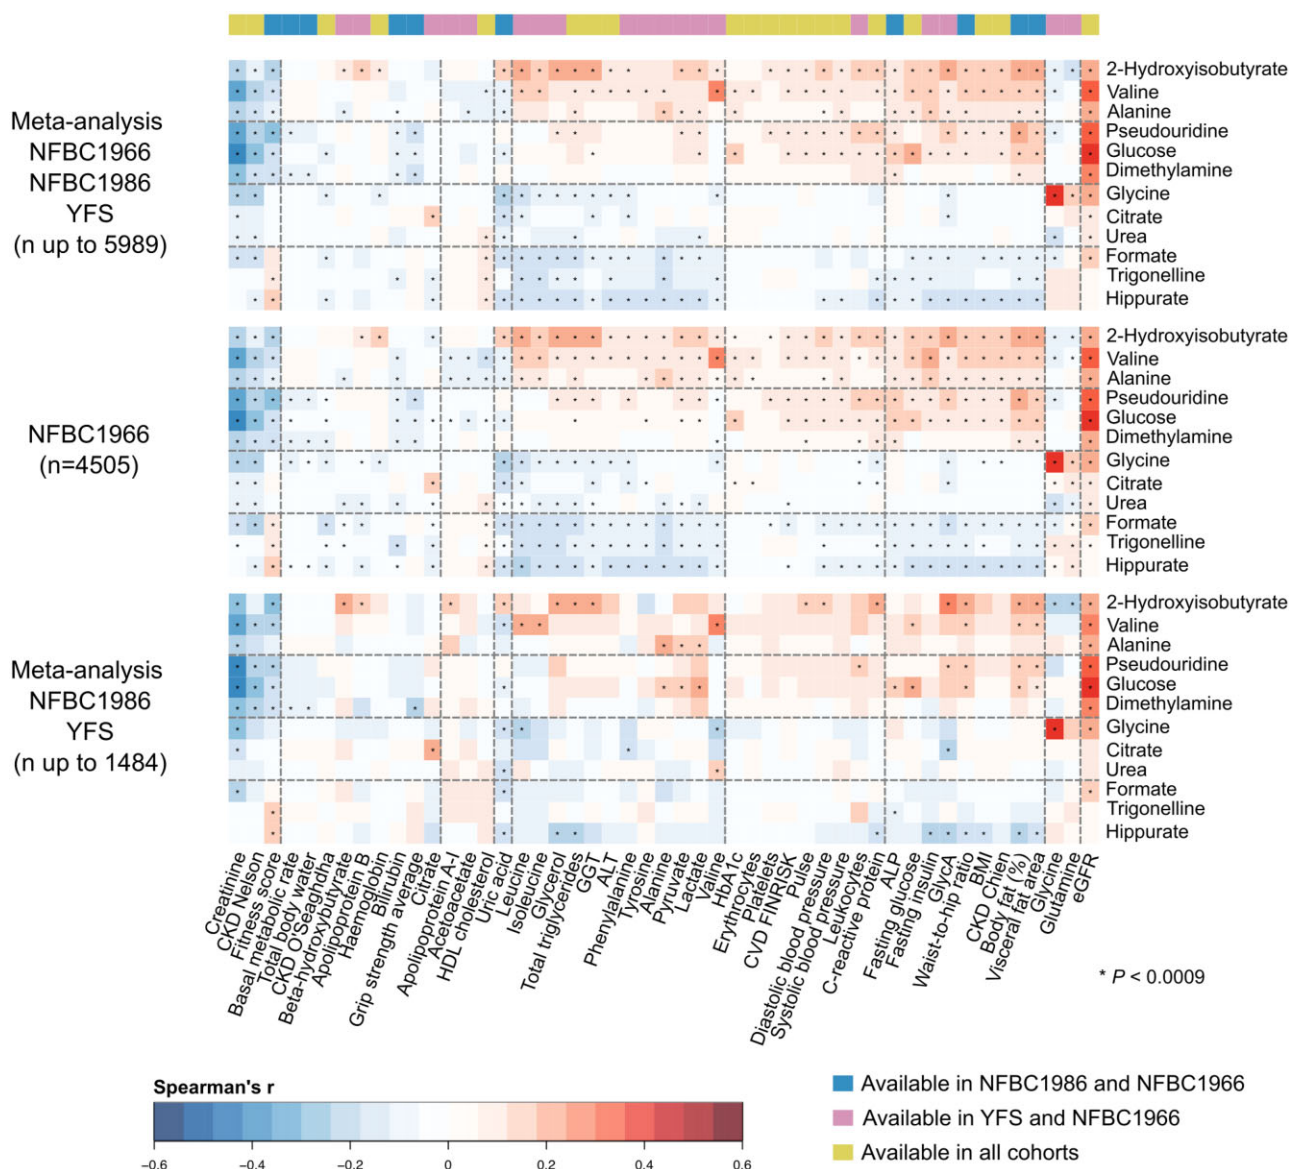 Meta-analysis
NFBC1966
NFBC1986
YFS
(n up to 5989)
2-Hydroxyisobutyrate
Valine
Alanine
Pseudouridine
Glucose
Dimethylamine
Glycine
Citrate
Urea
Formate
Trigonelline
Hippurate
NFBC1966
(n=4505)
2-Hydroxyisobutyrate
Valine
Alanine
Pseudouridine
Glucose
Dimethylamine
Glycine
Citrate
Urea
Formate
Trigonelline
Hippurate
Meta-analysis
NFBC1986
YFS
(n up to 1484)
2-Hydroxyisobutyrate
Valine
Alanine
Pseudouridine
Glucose
Dimethylamine
Glycine
Citrate
Urea
Formate
Trigonelline
Hippurate
Creatinine
CKD Nelson
Fitness score
Basal metabolic rate
Total body water
CKD O'Seaghdha
Beta-hydroxybutyrate
Apolipoprotein B
Haemoglobin
Bilirubin
Grip strength average
Citrate
Apolipoprotein A-I
Acetoacetate
HDL cholesterol
Uric acid
Leucine
Isoleucine
Glycerol
Total triglycerides
GGT
ALT
Phenylalanine
Tyrosine
Alanine
Pyruvate
Lactate
Valine
HbA1c
Erythrocytes
Platelets
CVD FINRISK
Pulse
Diastolic blood pressure
Systolic blood pressure
Leukocytes
C-reactive protein
ALP
Fasting glucose
Fasting insulin
GlycA
Waist-to-hip ratio
BMI
CKD Chien
Body fat (%)
Visceral fat area
Glycine
Glutamine
eGFR
* P < 0.0009
Spearman's r
−0.6 −0.4 −0.2 0 0.2 0.4 0.6
Available in NFBC1986 and NFBC1966
Available in YFS and NFBC1966
Available in all cohorts